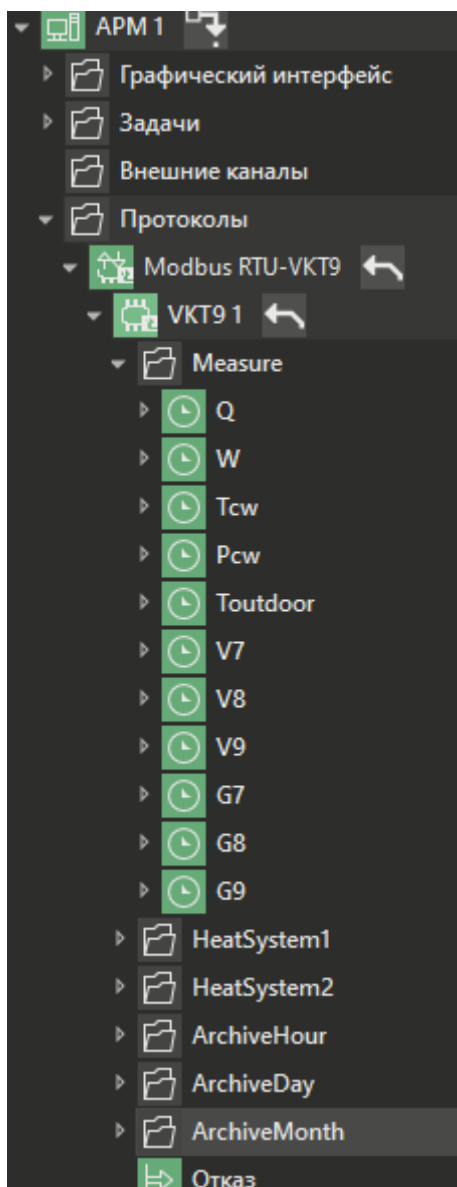 АРМ 1
Графический интерфейс
Задачи
Внешние каналы
Протоколы
Modbus RTU-VKT9
VKT9 1
Measure
Q
W
Tcw
Pcw
Toutdoor
V7
V8
V9
G7
G8
G9
HeatSystem1
HeatSystem2
ArchiveHour
ArchiveDay
ArchiveMonth
Отказ